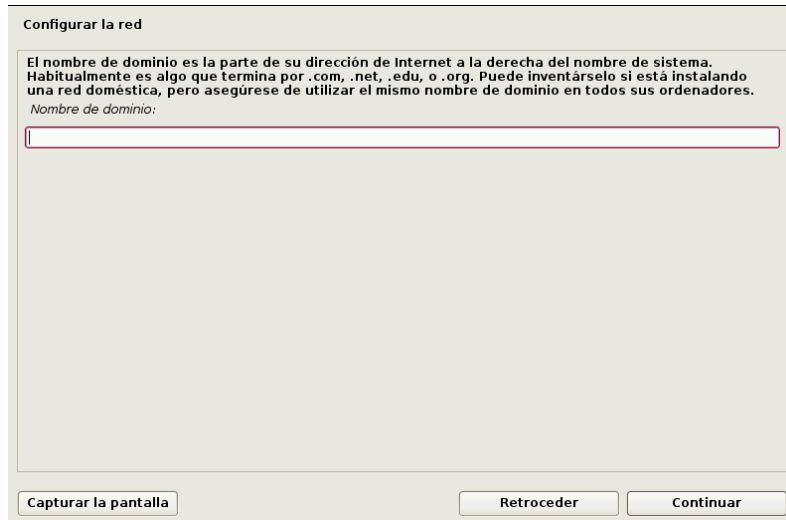 Configurar la red
El nombre de dominio es la parte de su dirección de Internet a la derecha del nombre de sistema.
Habitualmente es algo que termina por .com, .net, .edu, o .org. Puede inventárselo si está instalando
una red doméstica, pero asegúrese de utilizar el mismo nombre de dominio en todos sus ordenadores.
Nombre de dominio:
Capturar la pantalla
Retroceder
Continuar